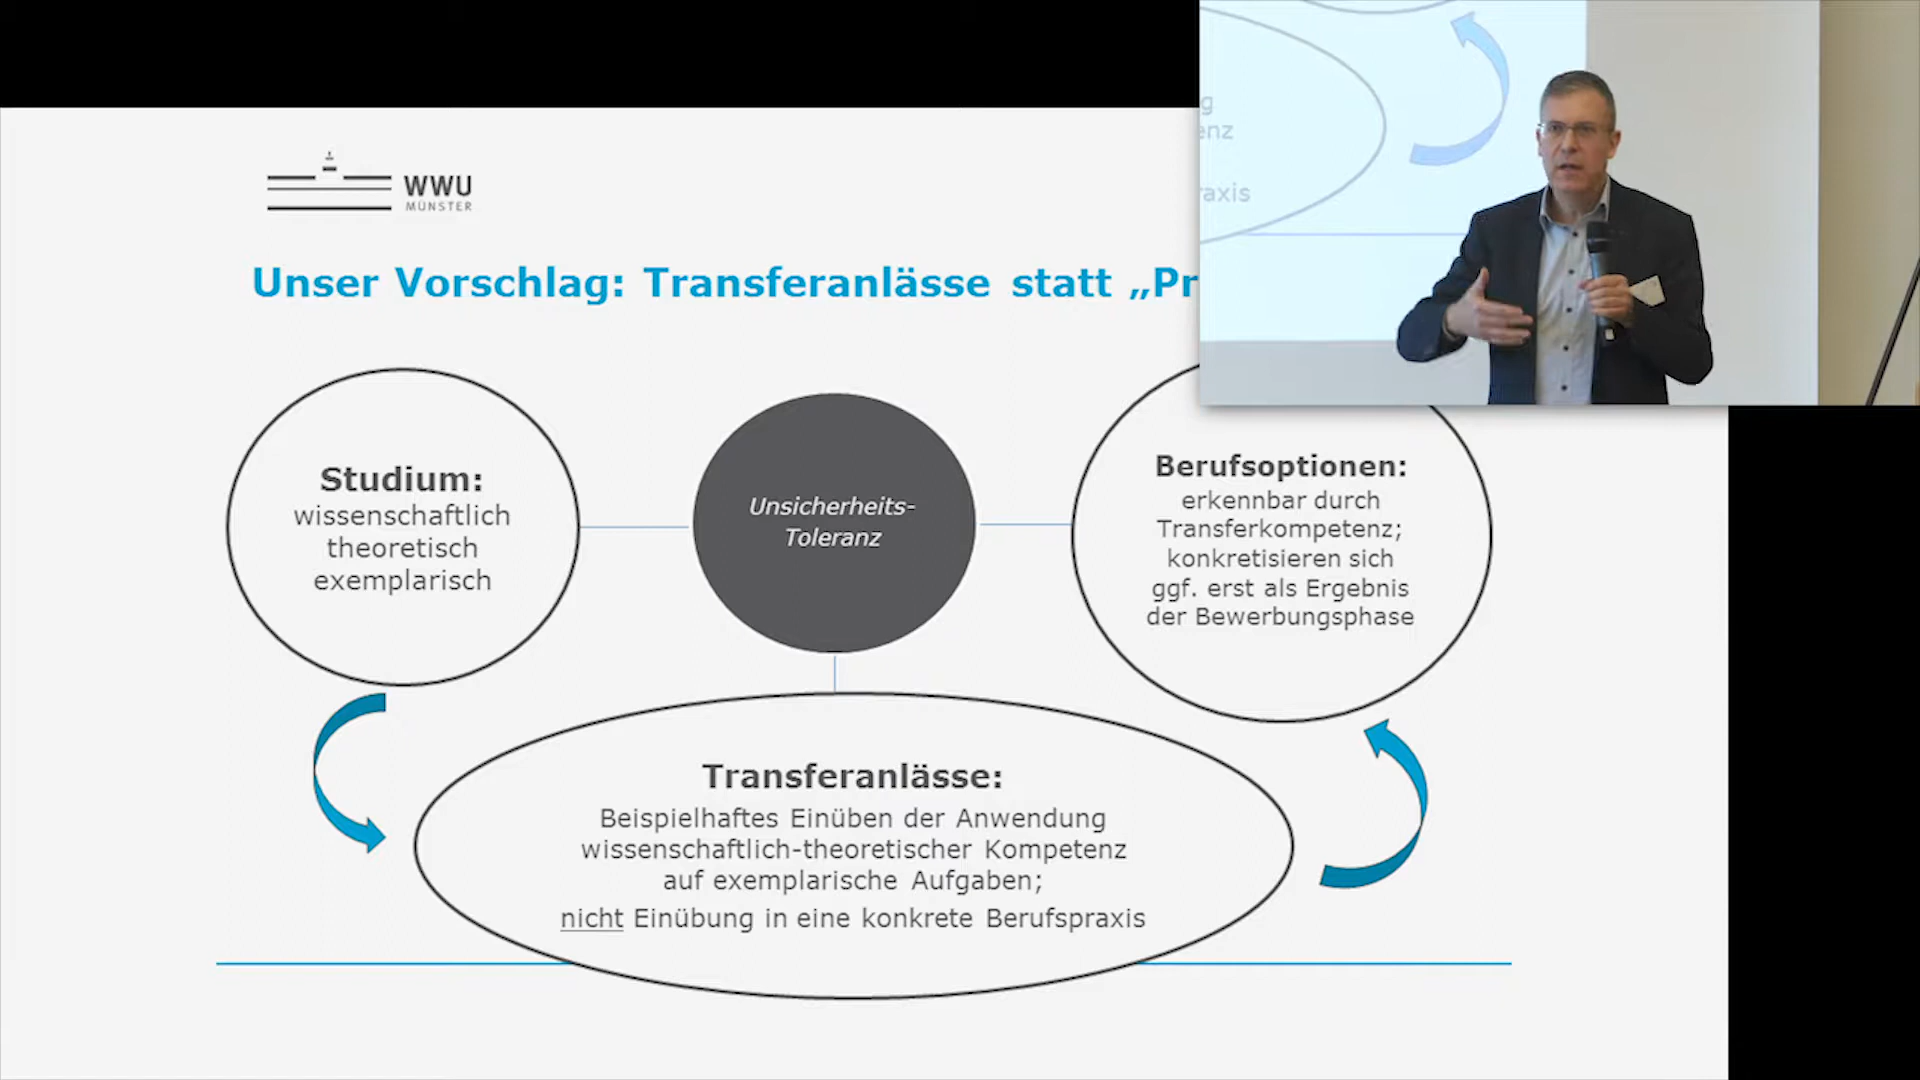 WWU
MÜNSTER
Unser Vorschlag: Transferanlässe statt „Pr
Studium:
wissenschaftlich
theoretisch
exemplarisch
Unsicherheits-
Toleranz
Berufsoptionen:
erkennbar durch
Transferkompetenz;
konkretisieren sich
ggf. erst als Ergebnis
der Bewerbungsphase
Transferanlässe:
Beispielhaftes Einüben der Anwendung
wissenschaftlich-theoretischer Kompetenz
auf exemplarische Aufgaben;
nicht Einübung in eine konkrete Berufspraxis
g
enz
raxis